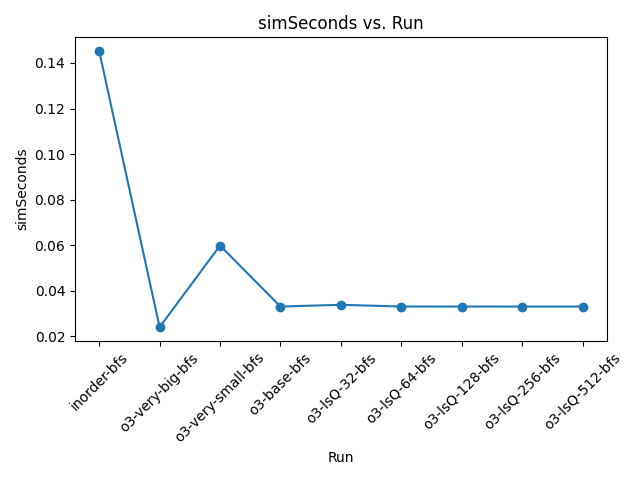 simSeconds vs. Run
simSeconds
0.14
0.12
0.10
0.08
0.06
0.04
0.02
inorder-bfs
o3-very-big-bfs
o3-very-small-bfs
o3-base-bfs
o3-lsQ-32-bfs
o3-lsQ-64-bfs
o3-lsQ-128-bfs
o3-lsQ-256-bfs
o3-lsQ-512-bfs
Run